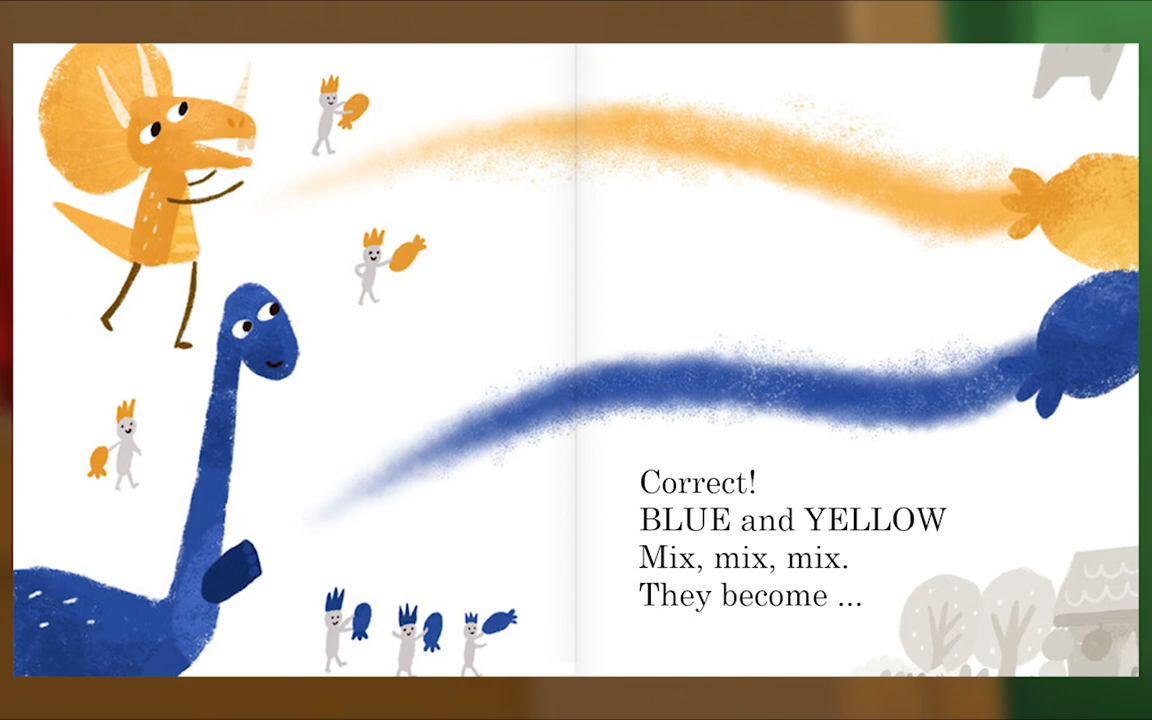 Correct!
BLUE and YELLOW
Mix, mix, mix.
They become ...